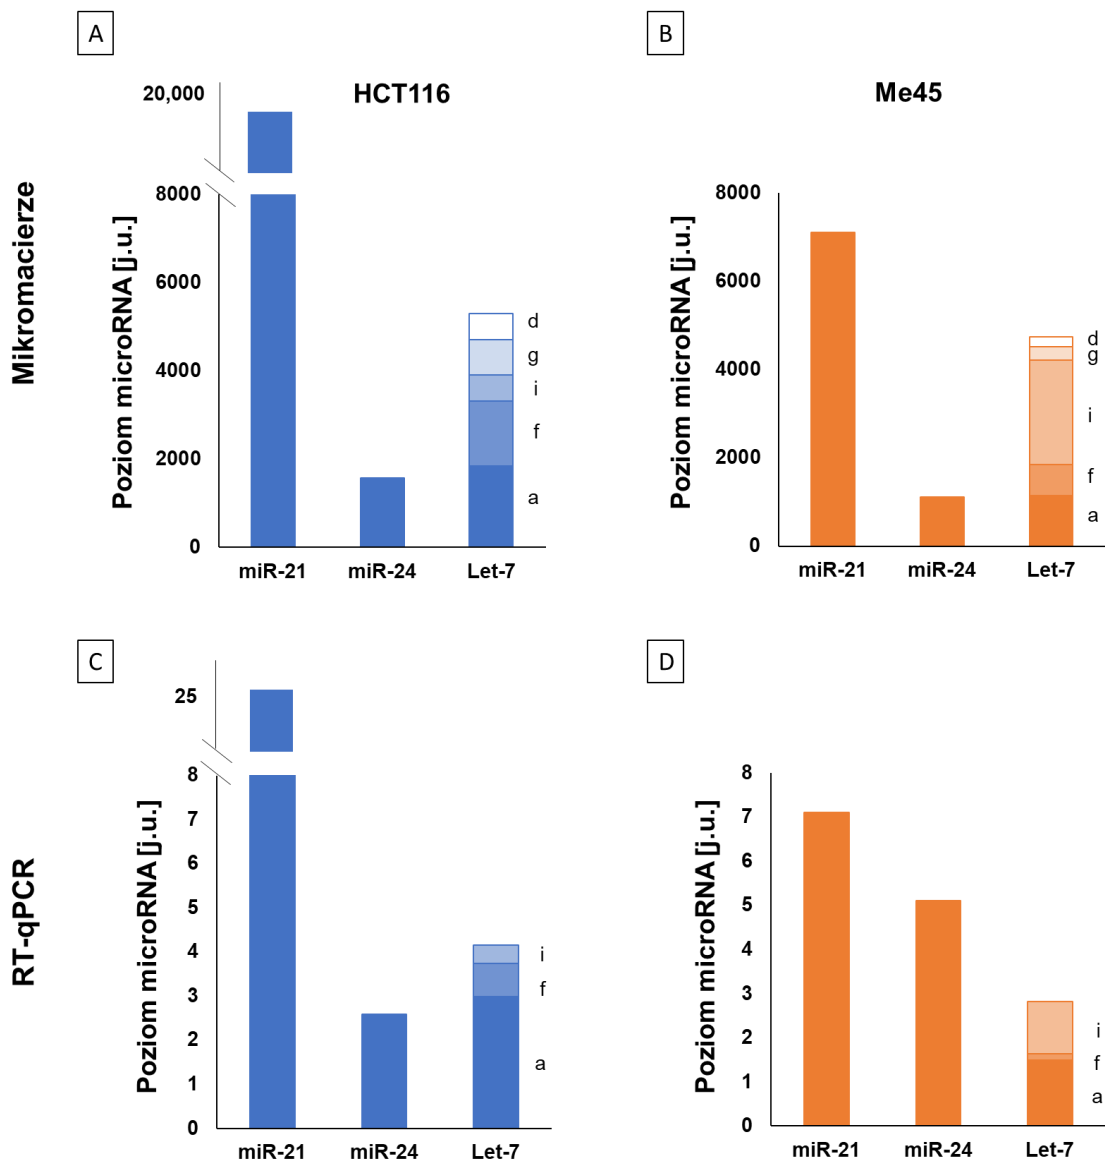 A
B
HCT116
Me45
Mikromacierze
Poziom microRNA [j.u.]
20,000
8000
6000
4000
2000
0
d
g
i
f
a
miR-21 miR-24 Let-7
Poziom microRNA [j.u.]
8000
6000
4000
2000
0
d
g
i
f
a
miR-21 miR-24 Let-7
C
D
RT-qPCR
Poziom microRNA [j.u.]
25
8
7
6
5
4
3
2
1
0
i
f
a
miR-21 miR-24 Let-7
Poziom microRNA [j.u.]
8
7
6
5
4
3
2
1
0
i
f
a
miR-21 miR-24 Let-7